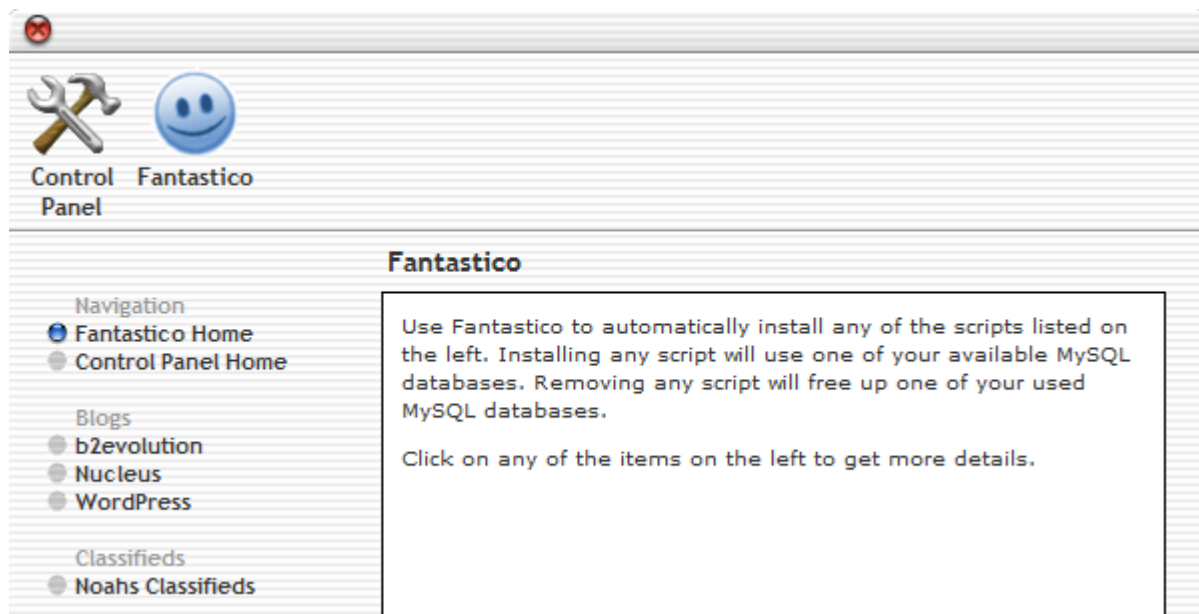 Control
Panel
Fantastico
Fantastico
Navigation
Fantastico Home
Control Panel Home
Blogs
b2evolution
Nucleus
WordPress
Classifieds
Noahs Classifieds
Use Fantastico to automatically install any of the scripts listed on
the left. Installing any script will use one of your available MySQL
databases. Removing any script will free up one of your used
MySQL databases.
Click on any of the items on the left to get more details.